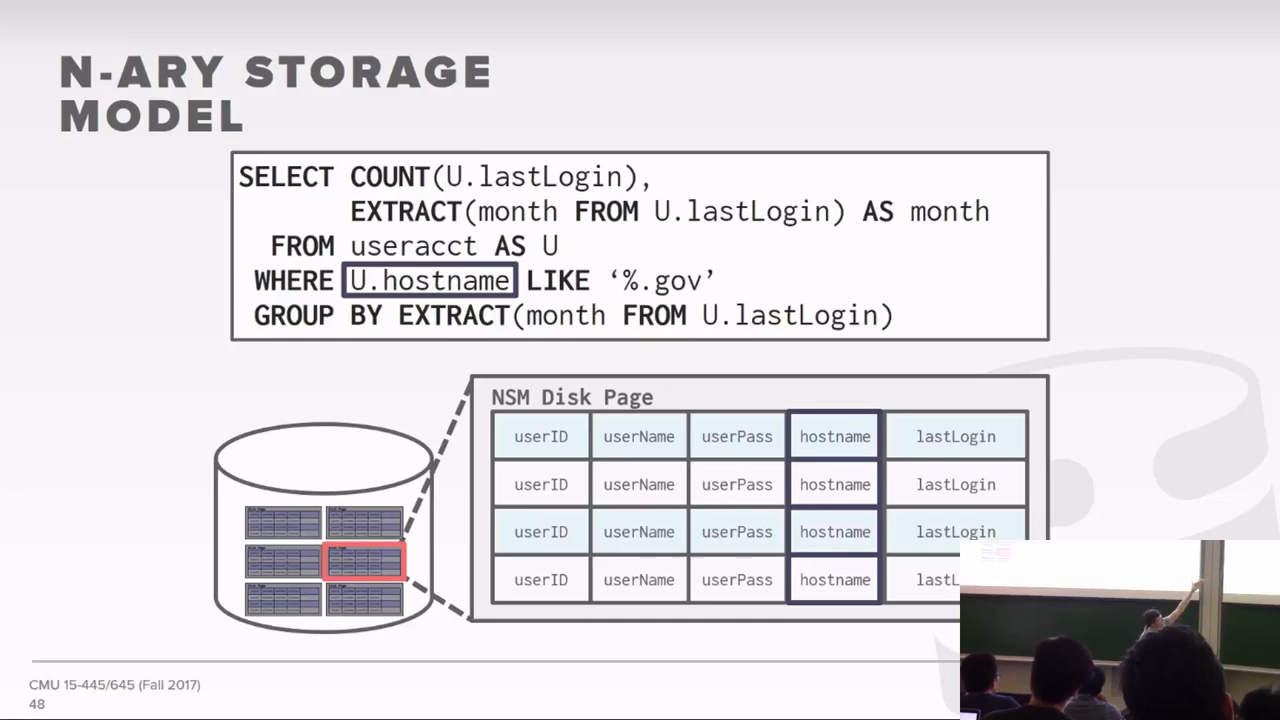 N-ARY STORAGE
MODEL
SELECT COUNT(U.lastLogin),
EXTRACT(month FROM U.lastLogin) AS month
FROM useracct AS U
WHERE U.hostname LIKE ‘%.gov’
GROUP BY EXTRACT(month FROM U.lastLogin)
NSM Disk Page
userID userName userPass hostname lastLogin
userID userName userPass hostname lastLogin
userID userName userPass hostname lastLogin
userID userName userPass hostname lastL
CMU 15-445/645 (Fall 2017)
48